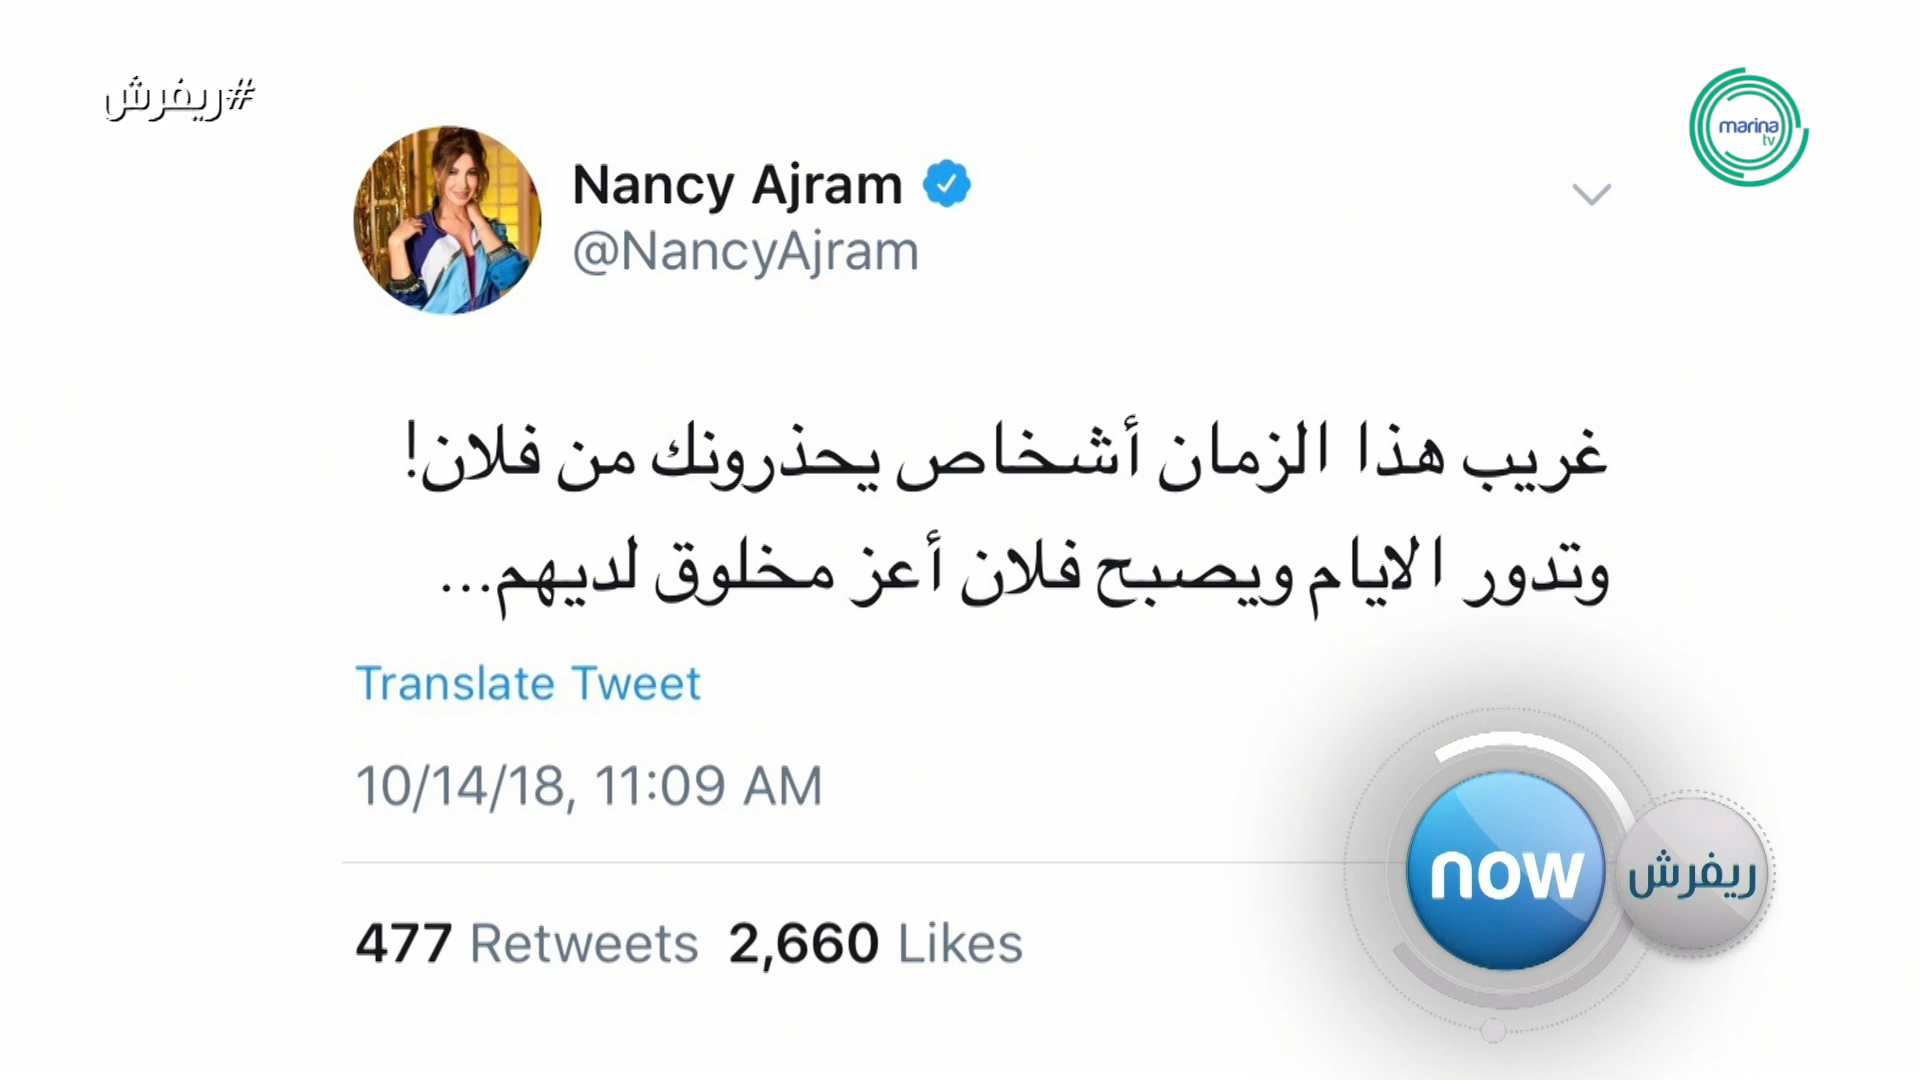 #ريفرش
marina
tv
Nancy Ajram
@NancyAjram
غريب هذا الزمان أشخاص يحذرونك من فلان!
وتدور الايام ويصبح فلان أعز مخلوق لديهم...
Translate Tweet
10/14/18, 11:09 AM
477 Retweets 2,660 Likes
now
ريفرش